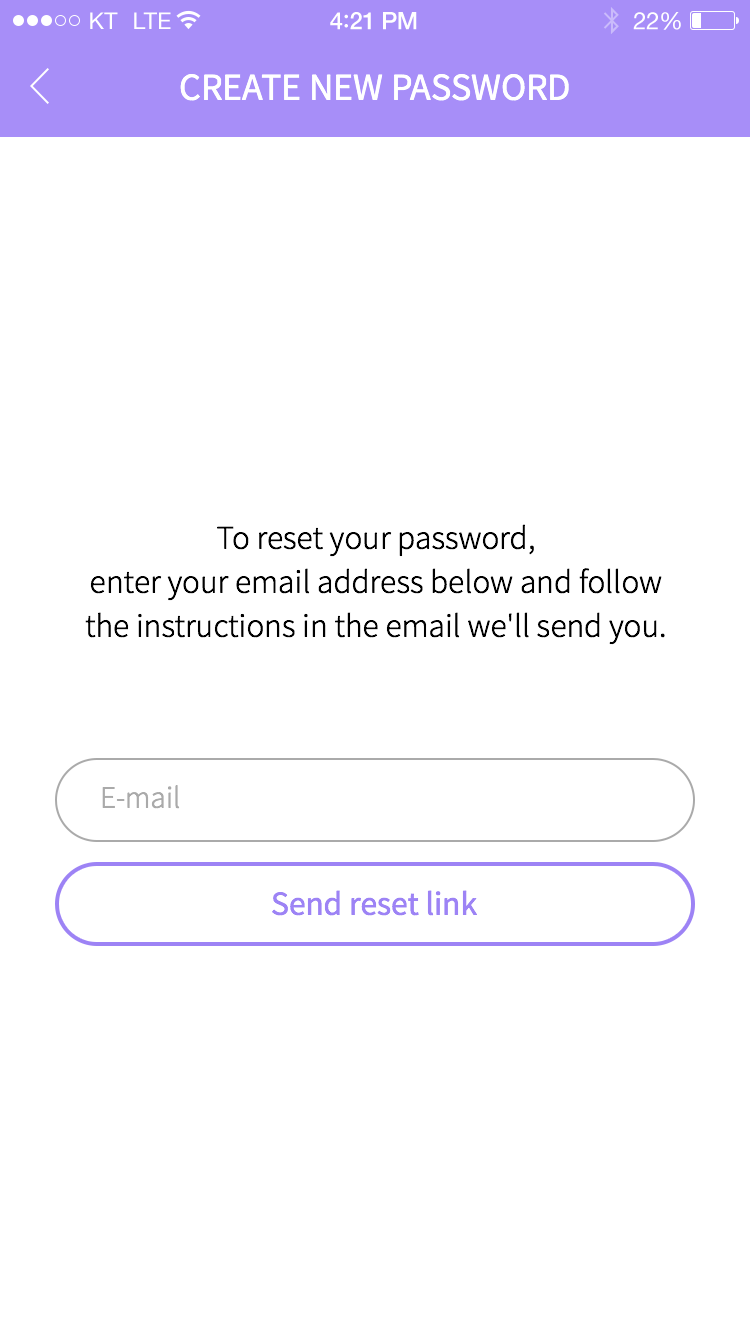 KT LTE 4:21 PM 22%
CREATE NEW PASSWORD
To reset your password,
enter your email address below and follow
the instructions in the email we'll send you.
E-mail
Send reset link